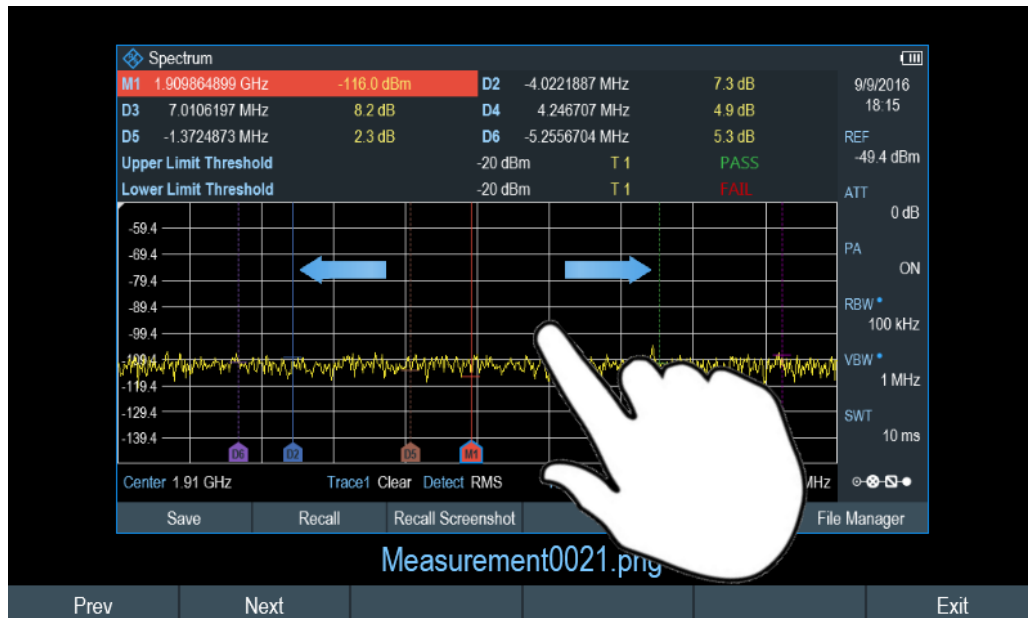 Spectrum
M1 1.909864899 GHz -116.0 dBm D2 -4.0221887 MHz 7.3 dB 9/9/2016
D3 7.0106197 MHz 8.2 dB D4 4.246707 MHz 4.9 dB 18:15
D5 -1.3724873 MHz 2.3 dB D6 -5.2556704 MHz 5.3 dB REF
Upper Limit Threshold -20 dBm T 1 PASS -49.4 dBm
Lower Limit Threshold -20 dBm T 1 FAIL ATT
0 dB
-59.4
-69.4 PA
-79.4 ON
-89.4 RBW
-99.4 100 kHz
-109.4 VBW
-119.4 1 MHz
-129.4 SWT
-139.4 10 ms
D6 D2 D5 M1
Center 1.91 GHz Trace1 Clear Detect RMS MHz
Save Recall Recall Screenshot File Manager
Measurement0021.png
Prev Next Exit